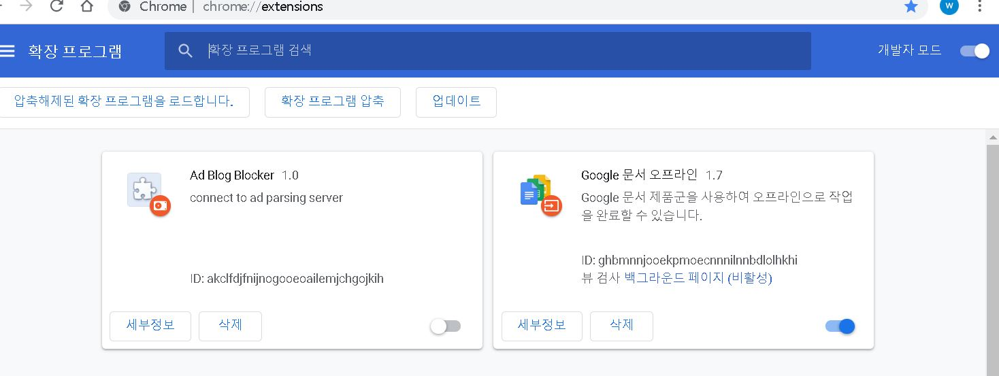 Chrome | chrome://extensions
W
확장 프로그램
확장 프로그램 검색
개발자 모드
압축해제된 확장 프로그램을 로드합니다.
확장 프로그램 압축
업데이트
Ad Blog Blocker 1.0
connect to ad parsing server
ID: akclfdjfnijnogooeoailemjchgojkih
세부정보
삭제
Google 문서 오프라인 1.7
Google 문서 제품군을 사용하여 오프라인으로 작업
을 완료할 수 있습니다.
ID: ghbmnnjooekpmoecnnnilnnbdlolhkhi
뷰 검사 백그라운드 페이지 (비활성)
세부정보
삭제